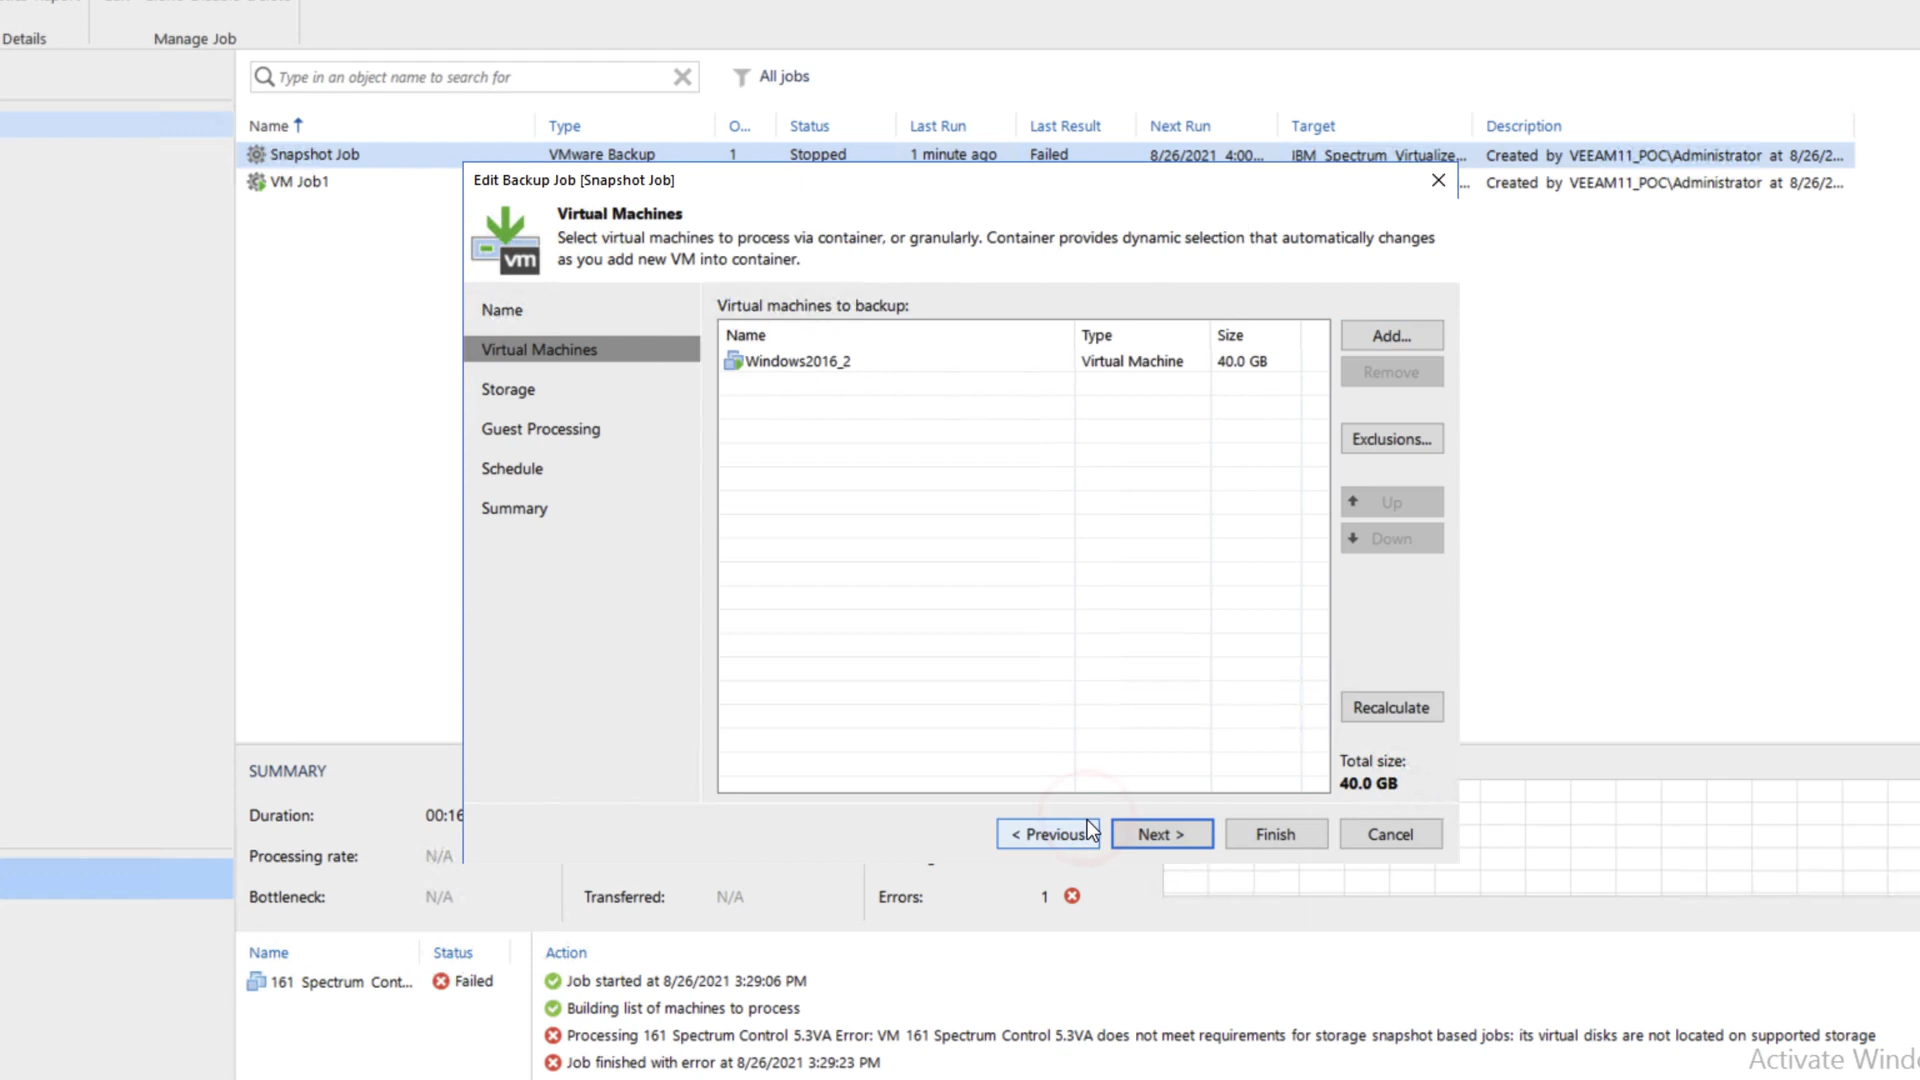 Details
Manage Job
Type in an object name to search for
All jobs
Name Type O... Status Last Run Last Result Next Run Target Description
Snapshot Job VMware Backup 1 Stopped 1 minute ago Failed 8/26/2021 4:00... IBM Spectrum Virtualize... Created by VEEAM11_POC\Administrator at 8/26/2...
VM Job1 ... Created by VEEAM11_POC\Administrator at 8/26/2...
Edit Backup Job [Snapshot Job]
Virtual Machines
Select virtual machines to process via container, or granularly. Container provides dynamic selection that automatically changes
as you add new VM into container.
vm
Name
Virtual Machines
Storage
Guest Processing
Schedule
Summary
Virtual machines to backup:
Name Type Size
Windows2016_2 Virtual Machine 40.0 GB
Add...
Remove
Exclusions...
Up
Down
Recalculate
Total size:
40.0 GB
< Previous
Next >
Finish
Cancel
SUMMARY
Duration: 00:16
Processing rate: N/A
Bottleneck: N/A
Transferred: N/A
Errors: 1
Name Status
161 Spectrum Cont... Failed
Action
Job started at 8/26/2021 3:29:06 PM
Building list of machines to process
Processing 161 Spectrum Control 5.3VA Error: VM 161 Spectrum Control 5.3VA does not meet requirements for storage snapshot based jobs: its virtual disks are not located on supported storage
Job finished with error at 8/26/2021 3:29:23 PM
Activate Wind